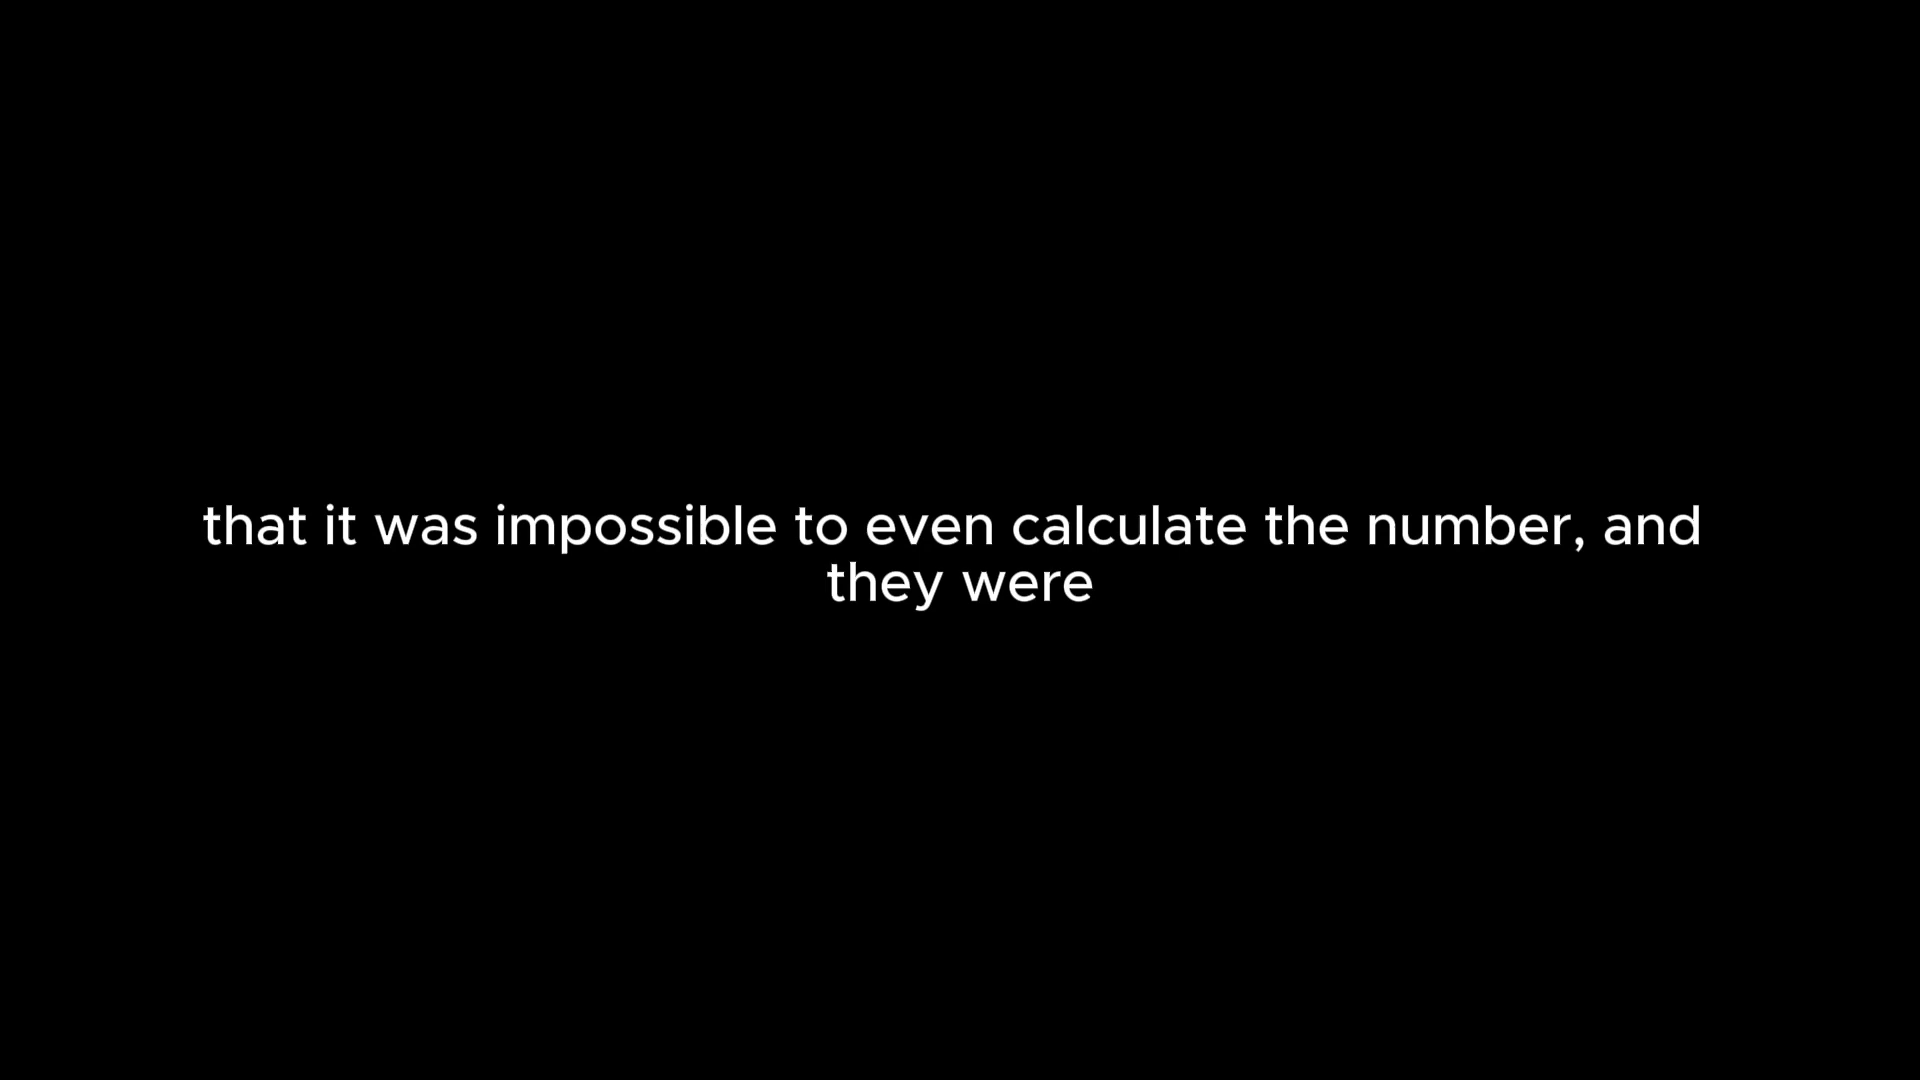 that it was impossible to even calculate the number, and
they were